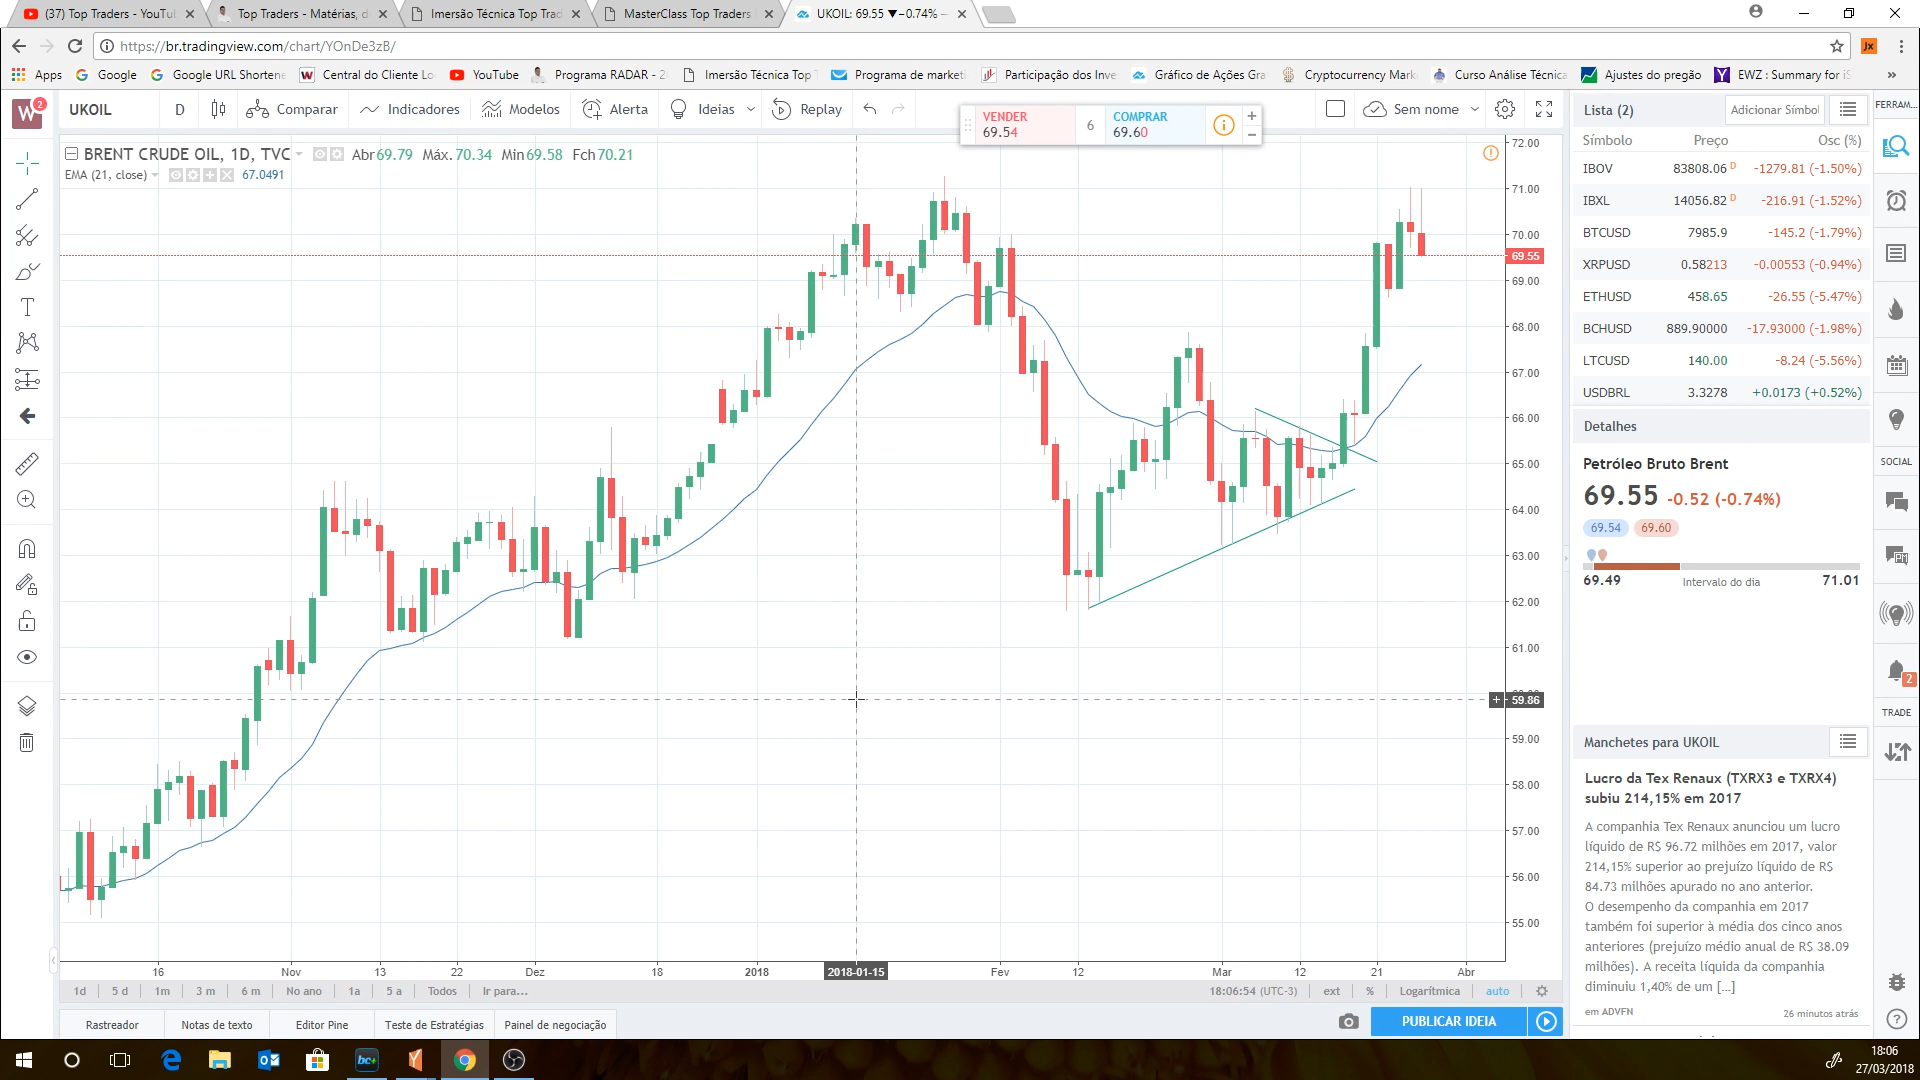 (37) Top Traders - YouTu
Top Traders - Matérias, d
Imersão Técnica Top Trad
MasterClass Top Traders
UKOIL: 69.55 ▼−0.74% −
https://br.tradingview.com/chart/YOnDe3zB/
Jx
Apps
Google
Google URL Shortene
Central do Cliente Lo
YouTube
Programa RADAR - 2
Imersão Técnica Top T
Programa de market
Participação dos Inve
Gráfico de Ações Gra
Cryptocurrency Mark
Curso Análise Técnica
Ajustes do pregão
EWZ : Summary for iS
»
W 2
UKOIL
D
Comparar
Indicadores
Modelos
Alerta
Ideias
Replay
VENDER
69.54
6
COMPRAR
69.60
Sem nome
BRENT CRUDE OIL, 1D, TVC Abr69.79 Máx.70.34 Mín69.58 Fch70.21
EMA (21, close) 67.0491
72.00
71.00
70.00
69.55
69.00
68.00
67.00
66.00
65.00
64.00
63.00
62.00
61.00
59.86
59.00
58.00
57.00
56.00
55.00
16 Nov 13 22 Dez 18 2018 2018-01-15 Fev 12 Mar 12 21 Abr
1d 5 d 1m 3 m 6 m No ano 1a 5 a Todos Ir para...
18:06:54 (UTC-3) ext % Logarítmica auto
Rastreador
Notas de texto
Editor Pine
Teste de Estratégias
Painel de negociação
PUBLICAR IDEIA
Lista (2)
Adicionar Símbol
Símbolo Preço Osc (%)
IBOV 83808.06 D -1279.81 (-1.50%)
IBXL 14056.82 D -216.91 (-1.52%)
BTCUSD 7985.9 -145.2 (-1.79%)
XRPUSD 0.58213 -0.00553 (-0.94%)
ETHUSD 458.65 -26.55 (-5.47%)
BCHUSD 889.90000 -17.93000 (-1.98%)
LTCUSD 140.00 -8.24 (-5.56%)
USDBRL 3.3278 +0.0173 (+0.52%)
Detalhes
Petróleo Bruto Brent
69.55 -0.52 (-0.74%)
69.54 69.60
69.49 Intervalo do dia 71.01
Manchetes para UKOIL
Lucro da Tex Renaux (TXRX3 e TXRX4)
subiu 214,15% em 2017
A companhia Tex Renaux anunciou um lucro
líquido de R$ 96.72 milhões em 2017, valor
214,15% superior ao prejuízo líquido de R$
84.73 milhões apurado no ano anterior.
O desempenho da companhia em 2017
também foi superior à média dos cinco anos
anteriores (prejuízo médio anual de R$ 38.09
milhões). A receita líquida da companhia
diminuiu 1,40% de um [...]
em ADVFN 26 minutos atrás
FERRAM...
SOCIAL
2
TRADE
bc+
18:06
27/03/2018